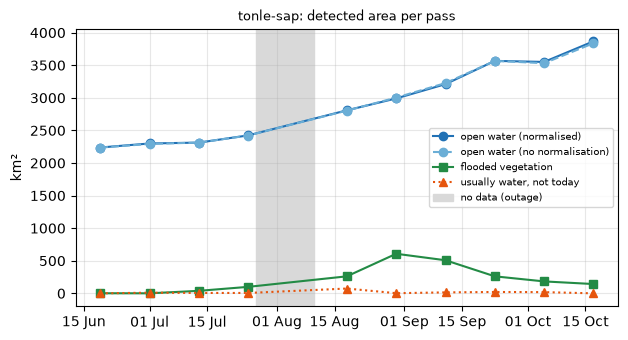 tonle-sap: detected area per pass
4000
3500
3000
2500
2000
1500
1000
500
0
km²
open water (normalised)
open water (no normalisation)
flooded vegetation
usually water, not today
no data (outage)
15 Jun 01 Jul 15 Jul 01 Aug 15 Aug 01 Sep 15 Sep 01 Oct 15 Oct